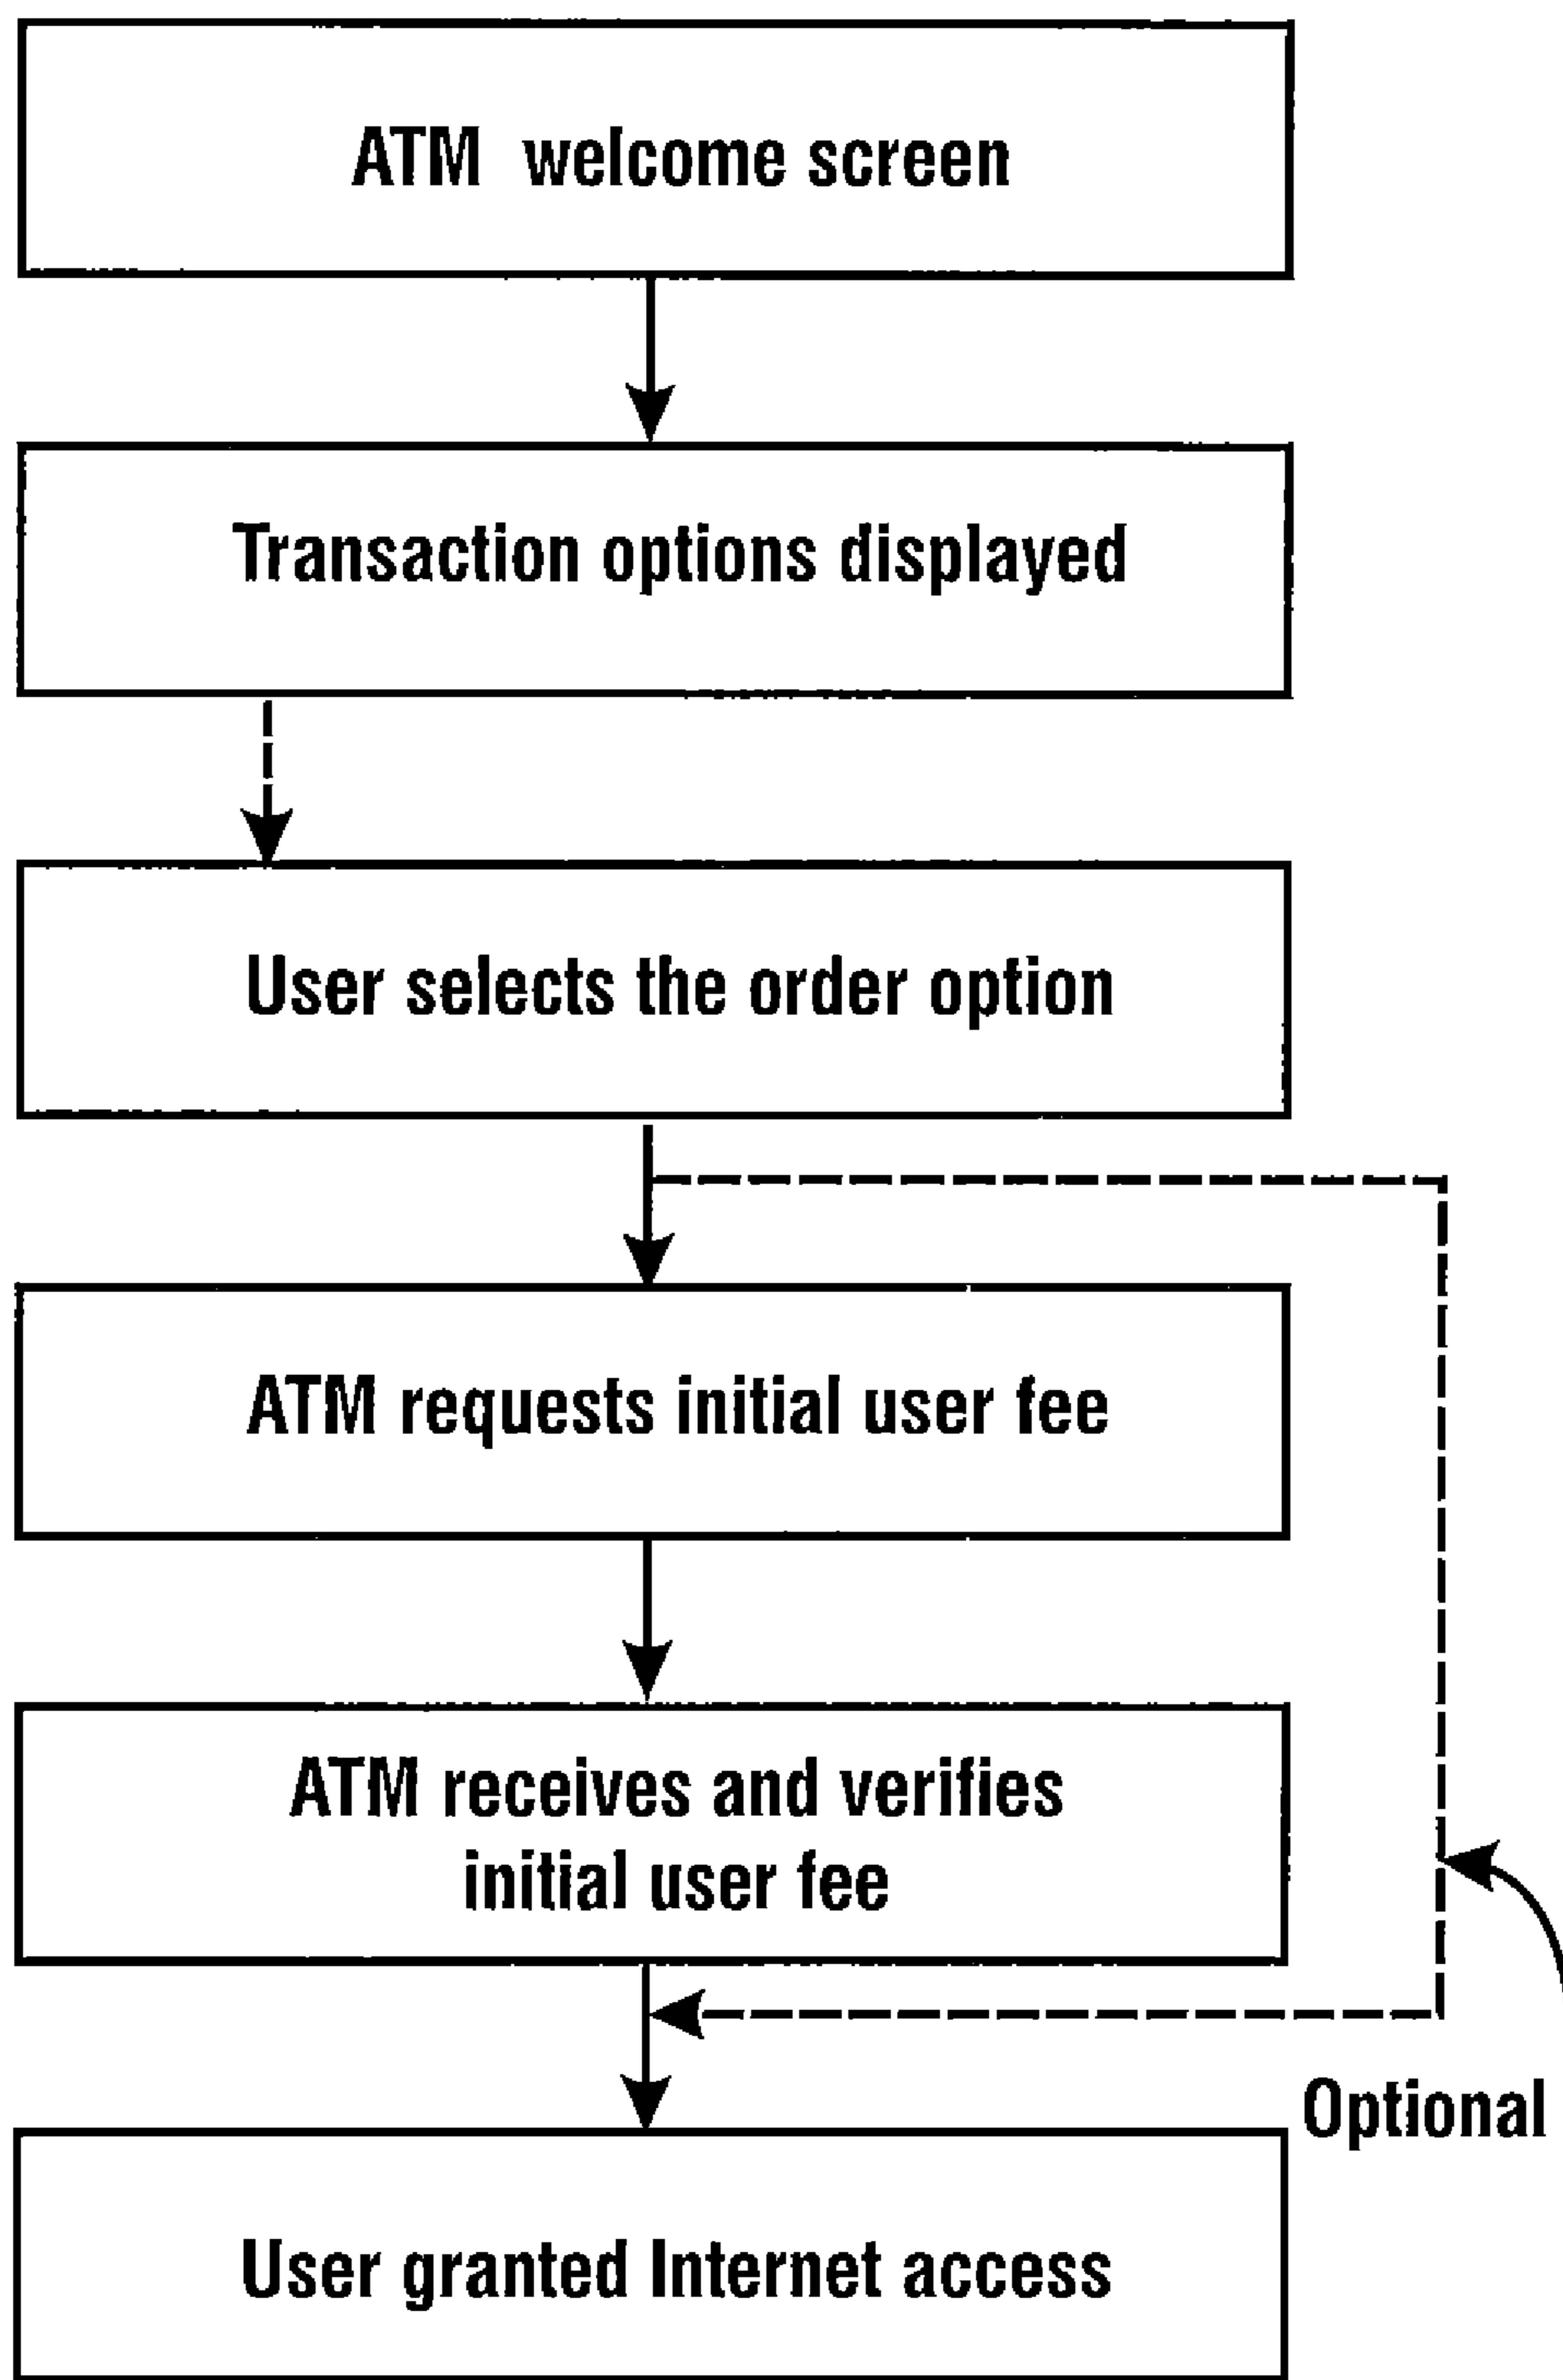 ATM welcome screen
Transaction options displayed
User selects the order option
ATM requests initial user fee
ATM receives and verifies
initial user fee
Optional
User granted Internet access